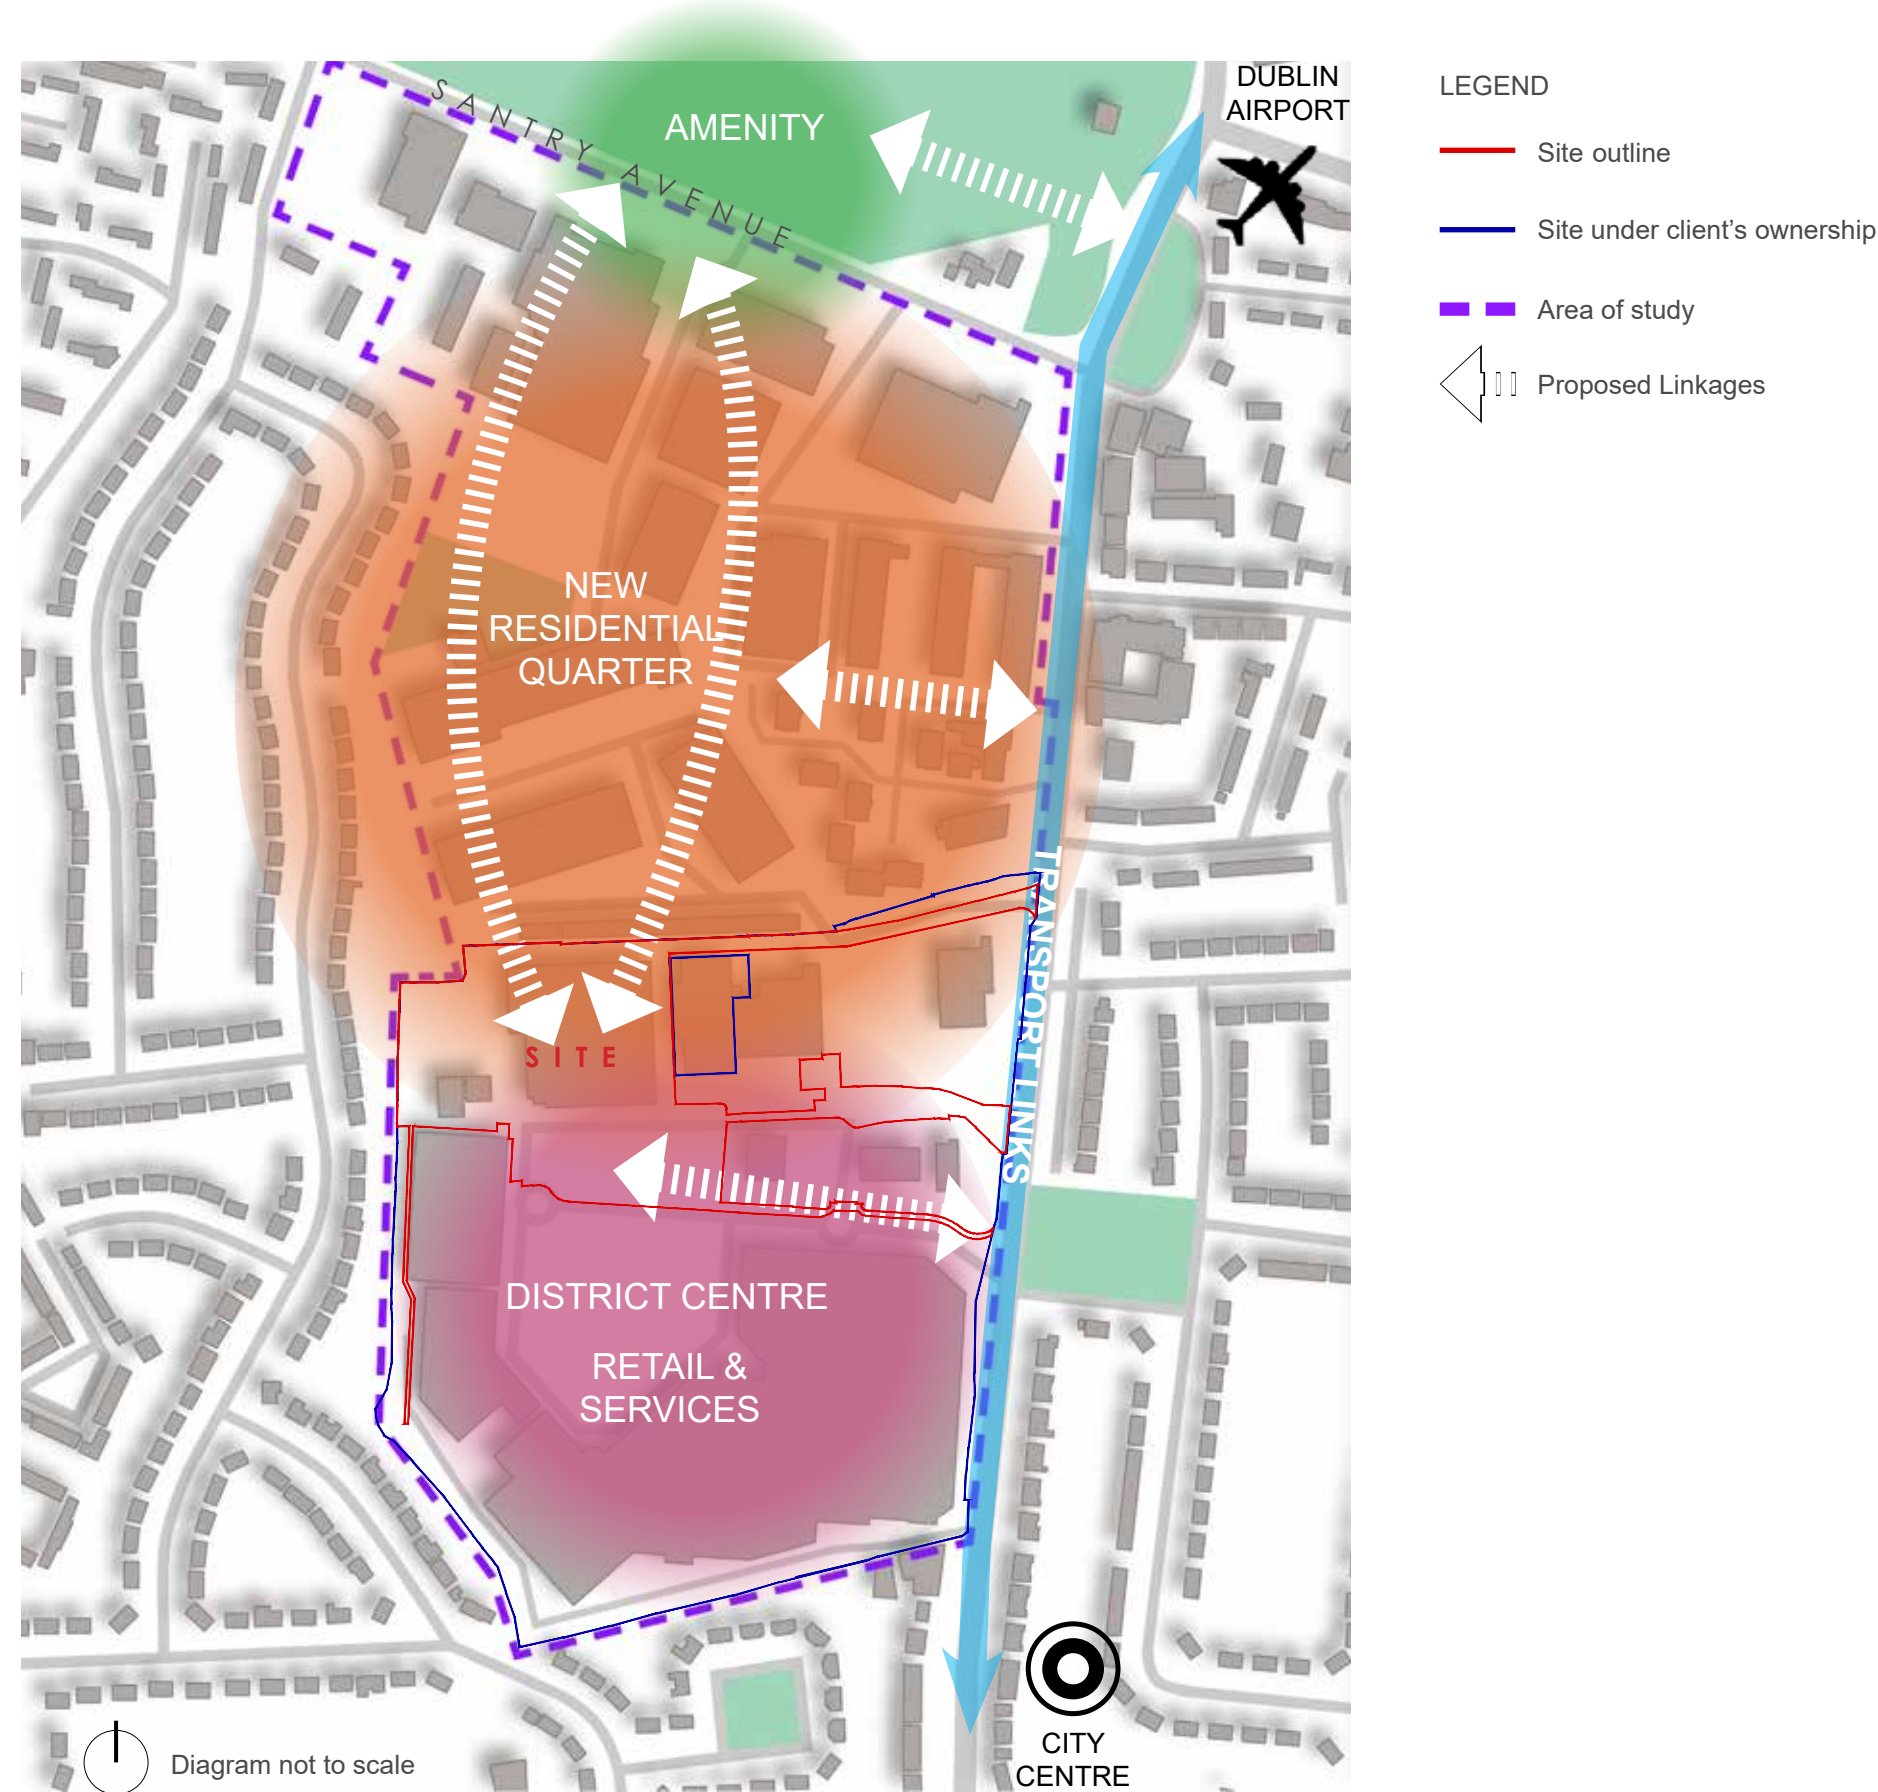 DUBLIN
AIRPORT
SANTRY AVENUE
AMENITY
NEW
RESIDENTIAL
QUARTER
TRANSPORT LINKS
SITE
DISTRICT CENTRE
RETAIL &
SERVICES
CITY
CENTRE
Diagram not to scale
LEGEND
Site outline
Site under client's ownership
Area of study
Proposed Linkages